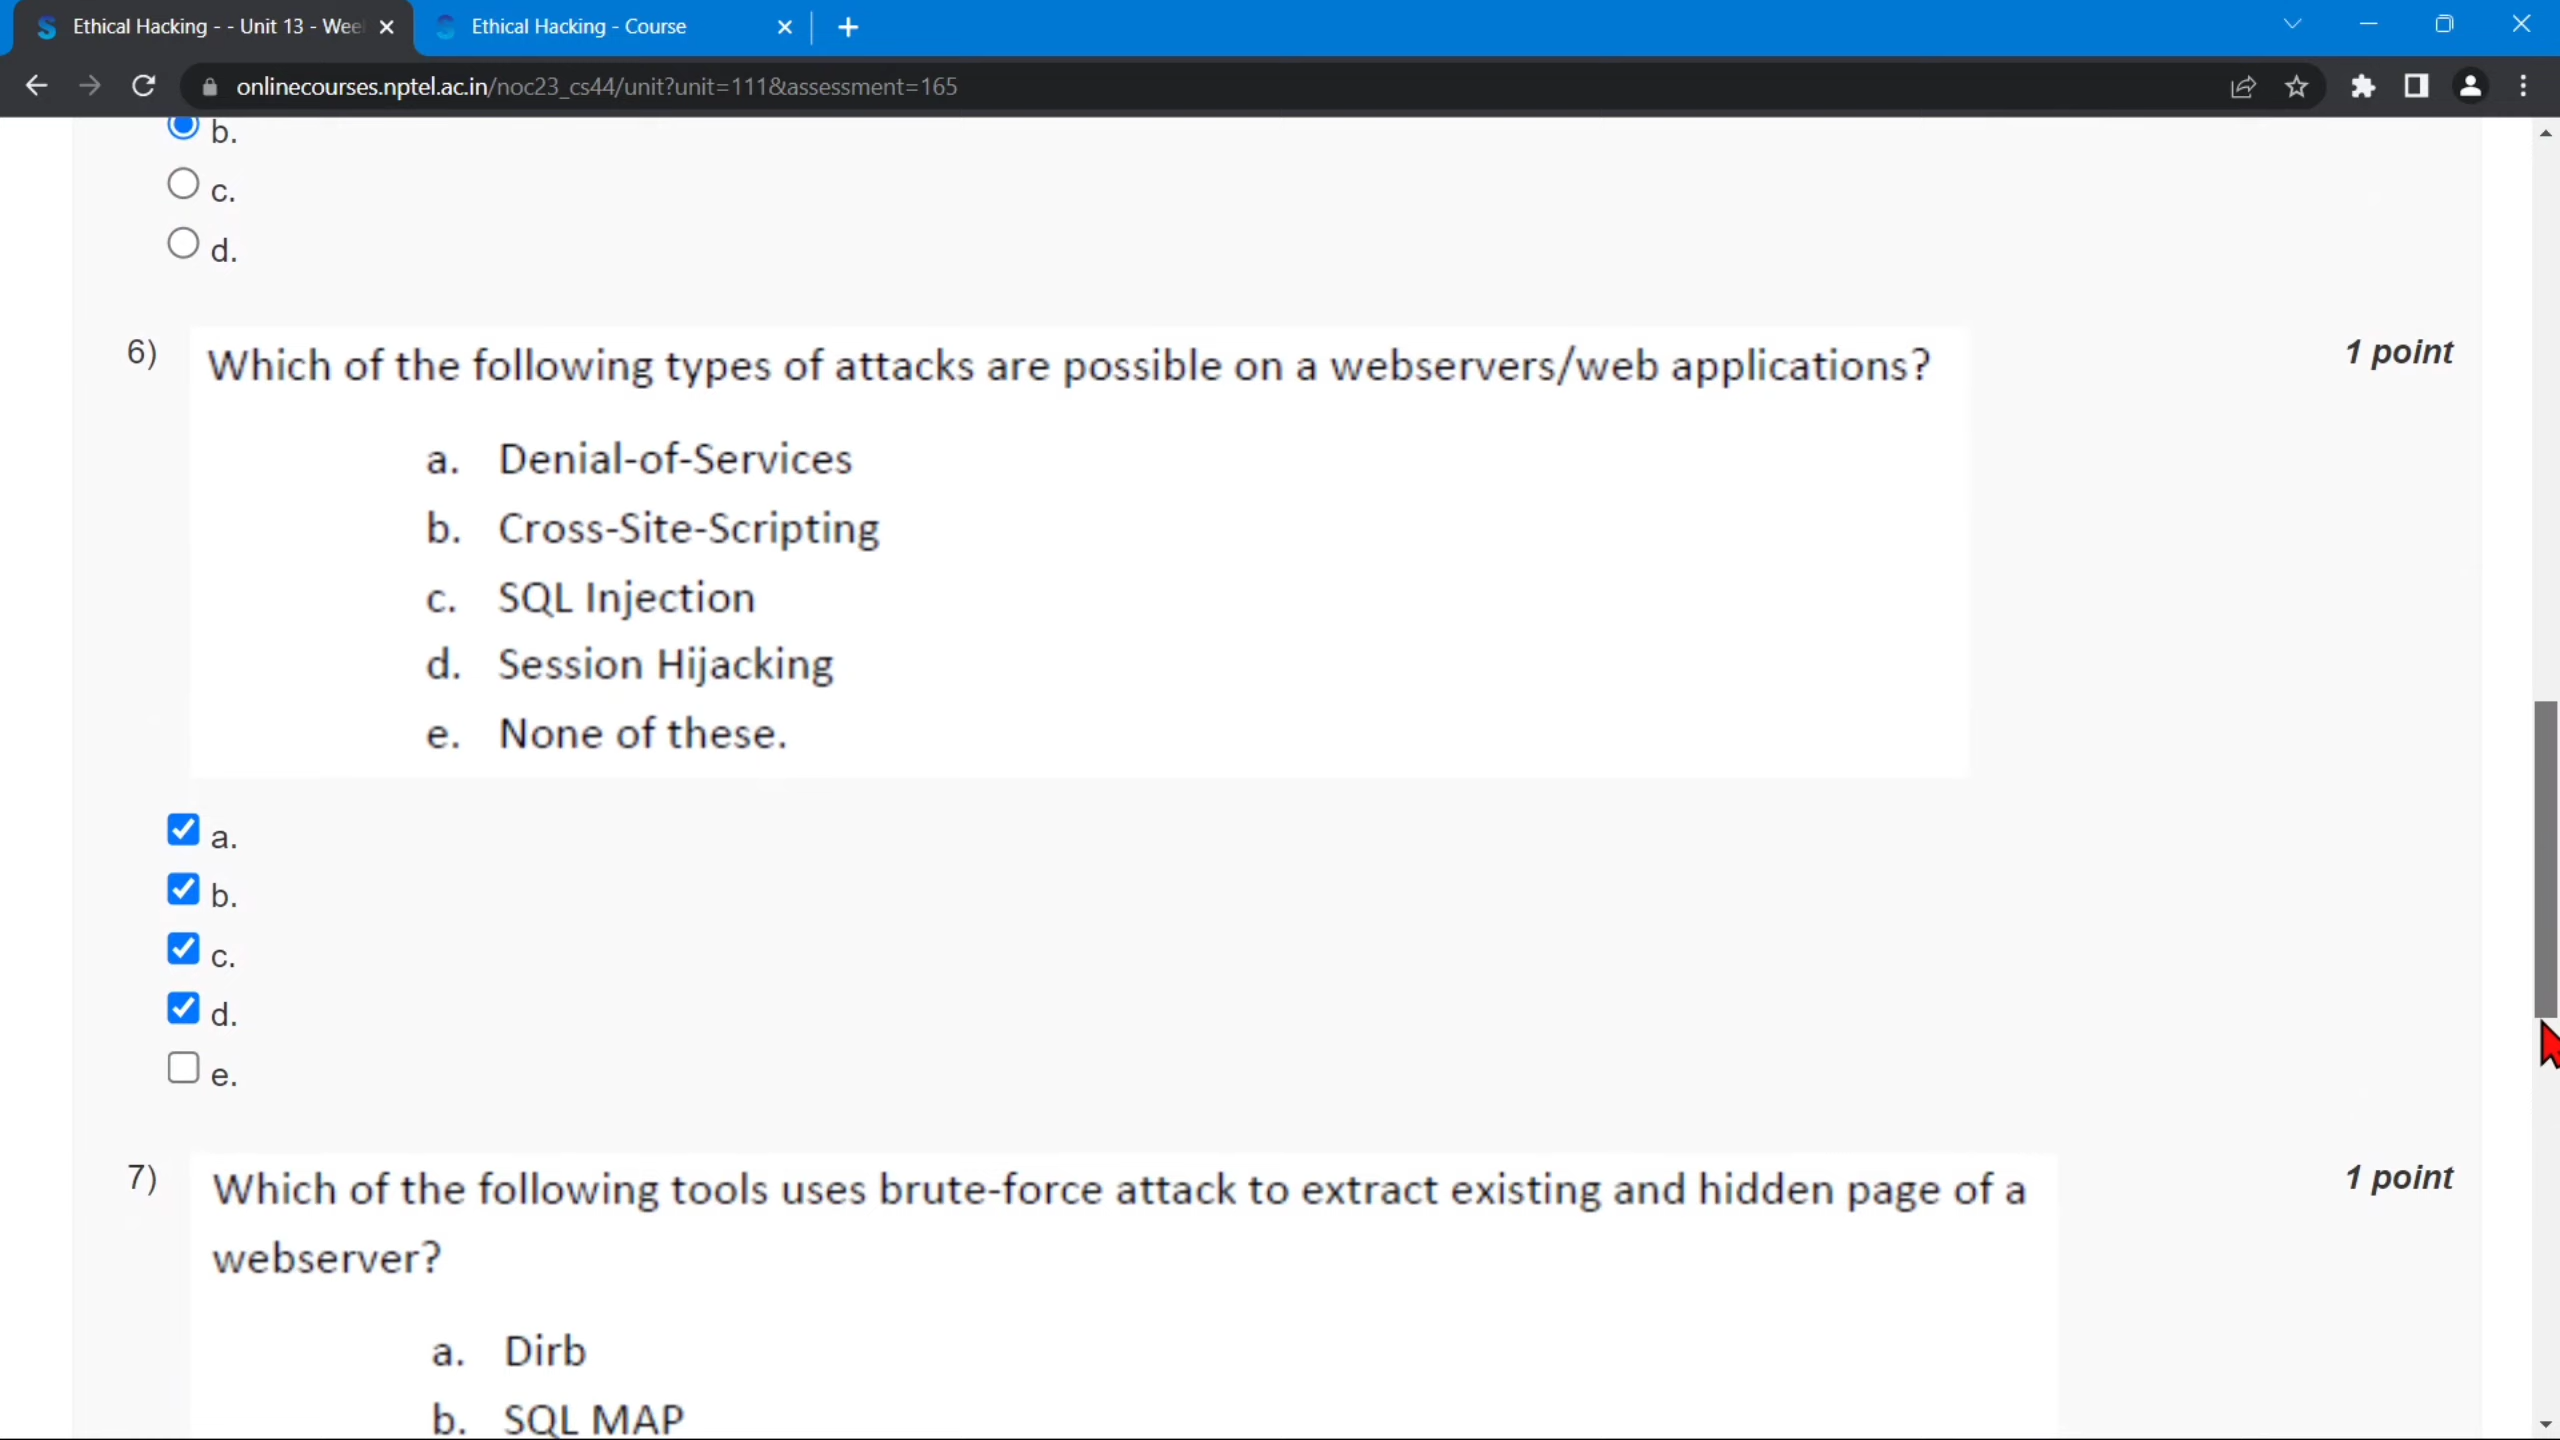 Ethical Hacking - - Unit 13 - Wee
Ethical Hacking - Course
onlinecourses.nptel.ac.in/noc23_cs44/unit?unit=111&assessment=165
b.
c.
d.
6) Which of the following types of attacks are possible on a webservers/web applications? 1 point
a. Denial-of-Services
b. Cross-Site-Scripting
c. SQL Injection
d. Session Hijacking
e. None of these.
a.
b.
c.
d.
e.
7) Which of the following tools uses brute-force attack to extract existing and hidden page of a 1 point
webserver?
a. Dirb
b. SQL MAP